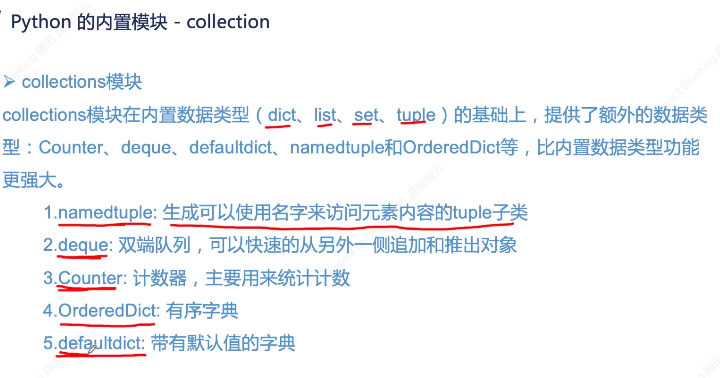 Python 的内置模块 - collection
➢ collections模块
collections模块在内置数据类型（dict、list、set、tuple）的基础上，提供了额外的数据类
型：Counter、deque、defaultdict、namedtuple和OrderedDict等，比内置数据类型功能
更强大。
1.namedtuple: 生成可以使用名字来访问元素内容的tuple子类
2.deque: 双端队列，可以快速的从另外一侧追加和推出对象
3.Counter: 计数器，主要用来统计计数
4.OrderedDict: 有序字典
5.defaultdict: 带有默认值的字典